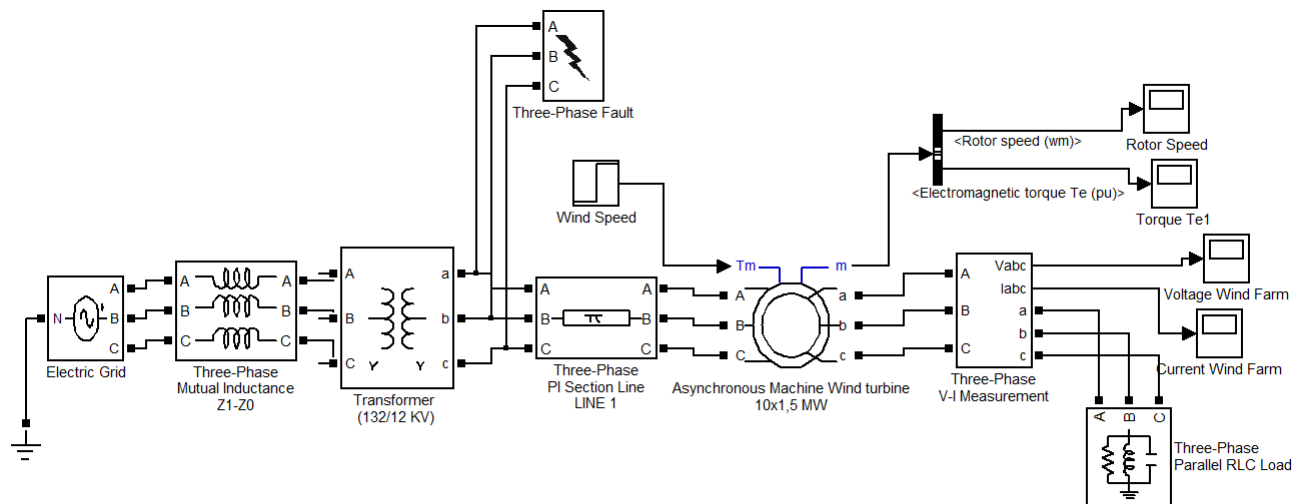 A
B
C
Three-Phase Fault
Wind Speed
<Rotor speed (wm)>
Rotor Speed
<Electromagnetic torque Te (pu)>
Torque Te1
N
A
B
C
Electric Grid
A
B
C
A
B
C
Three-Phase
Mutual Inductance
Z1-Z0
A
B
C
a
b
c
Y
Y
Transformer
(132/12 KV)
A
B
C
A
B
C
Three-Phase
PI Section Line
LINE 1
Tm
m
A
B
C
a
b
c
Asynchronous Machine Wind turbine
10x1,5 MW
A
B
C
Vabc
Iabc
a
b
c
Three-Phase
V-I Measurement
Voltage Wind Farm
Current Wind Farm
A
B
C
Three-Phase
Parallel RLC Load